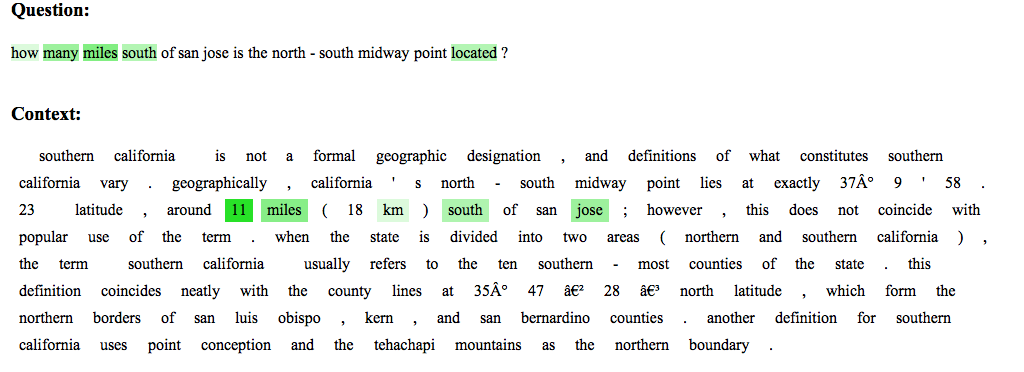 Question:
how many miles south of san jose is the north - south midway point located ?
Context:
southern california is not a formal geographic designation , and definitions of what constitutes southern
california vary . geographically , california ' s north - south midway point lies at exactly 37Â° 9 ' 58 .
23 latitude , around 11 miles ( 18 km ) south of san jose ; however , this does not coincide with
popular use of the term . when the state is divided into two areas ( northern and southern california ) ,
the term southern california usually refers to the ten southern - most counties of the state . this
definition coincides neatly with the county lines at 35Â° 47 â€² 28 â€³ north latitude , which form the
northern borders of san luis obispo , kern , and san bernardino counties . another definition for southern
california uses point conception and the tehachapi mountains as the northern boundary .